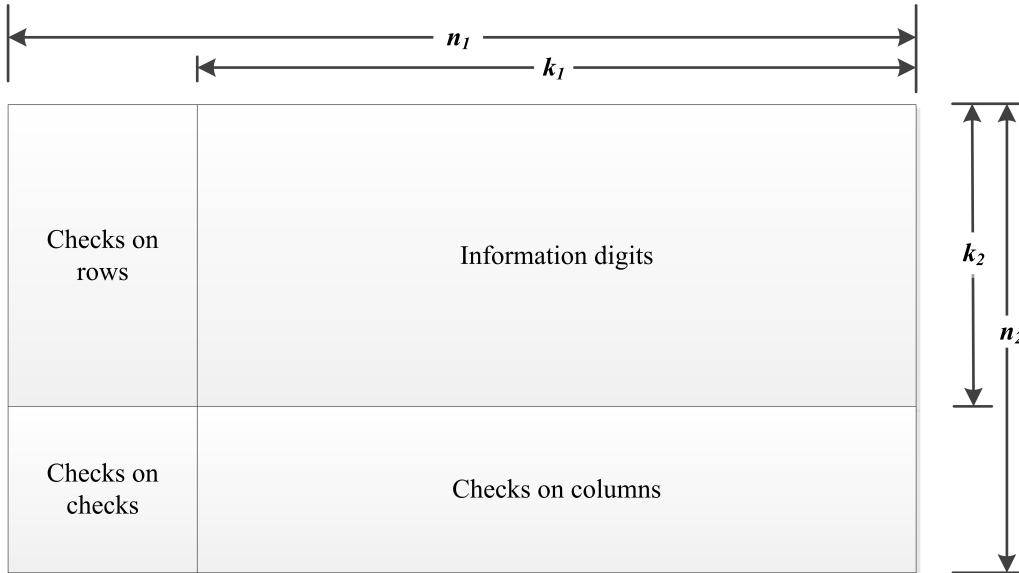 n₁
k₁
Checks on
rows
Information digits
k₂
n₂
Checks on
checks
Checks on columns